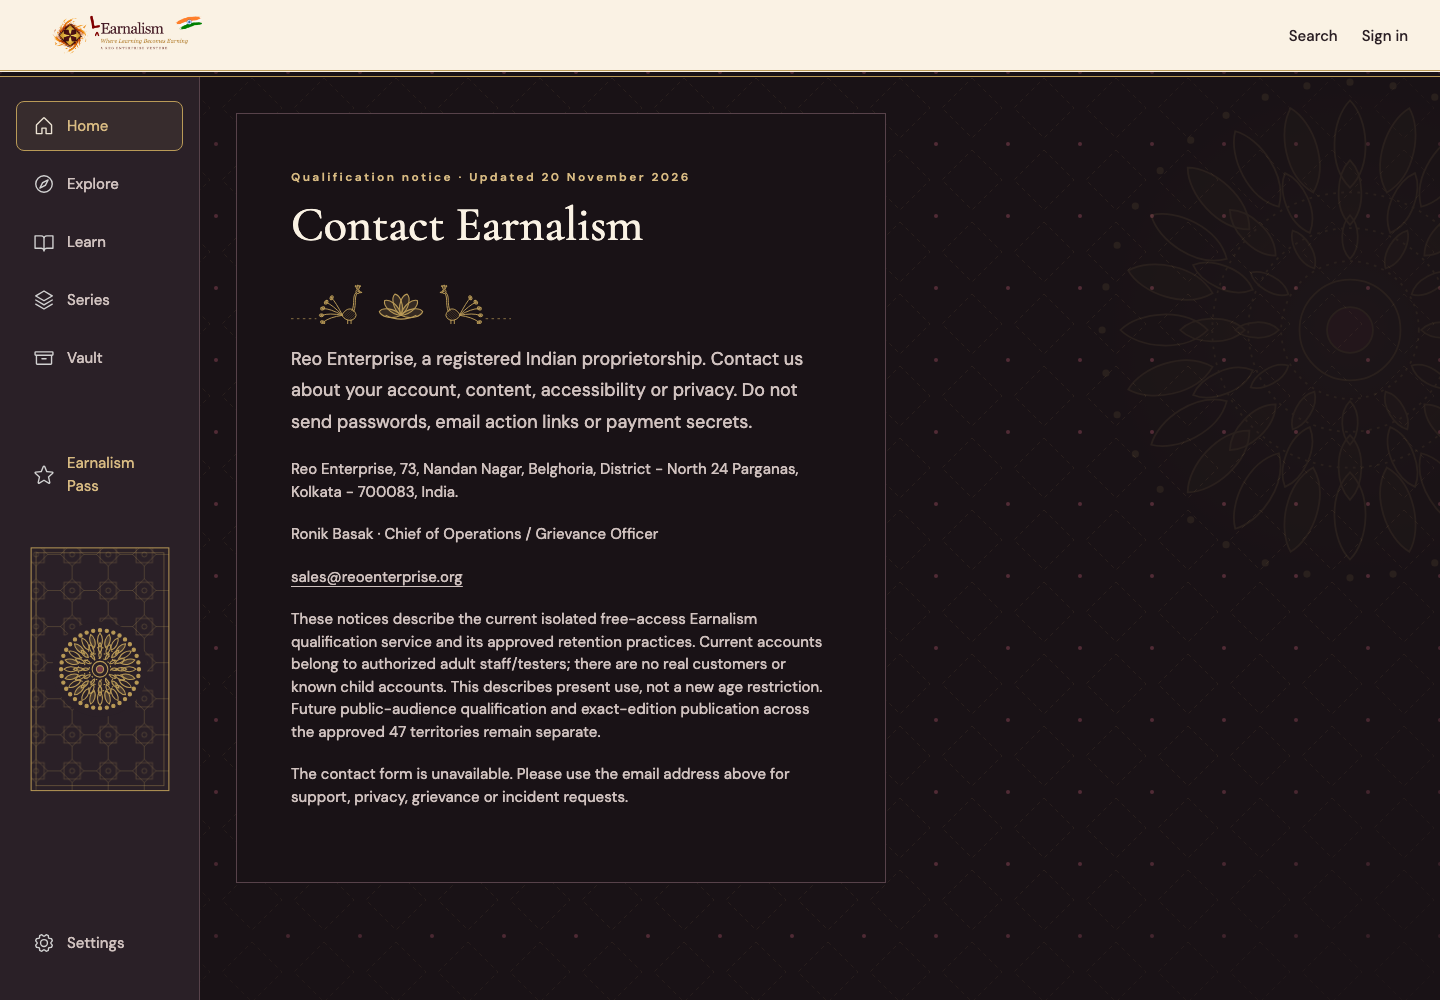 LEarnalism
Where Learning Becomes Earning
A REO ENTERPRISE VENTURE
Search
Sign in
Home
Explore
Learn
Series
Vault
Earnalism
Pass
Settings
Qualification notice · Updated 20 November 2026
Contact Earnalism
Reo Enterprise, a registered Indian proprietorship. Contact us
about your account, content, accessibility or privacy. Do not
send passwords, email action links or payment secrets.
Reo Enterprise, 73, Nandan Nagar, Belghoria, District - North 24 Parganas,
Kolkata - 700083, India.
Ronik Basak · Chief of Operations / Grievance Officer
sales@reoenterprise.org
These notices describe the current isolated free-access Earnalism
qualification service and its approved retention practices. Current accounts
belong to authorized adult staff/testers; there are no real customers or
known child accounts. This describes present use, not a new age restriction.
Future public-audience qualification and exact-edition publication across
the approved 47 territories remain separate.
The contact form is unavailable. Please use the email address above for
support, privacy, grievance or incident requests.